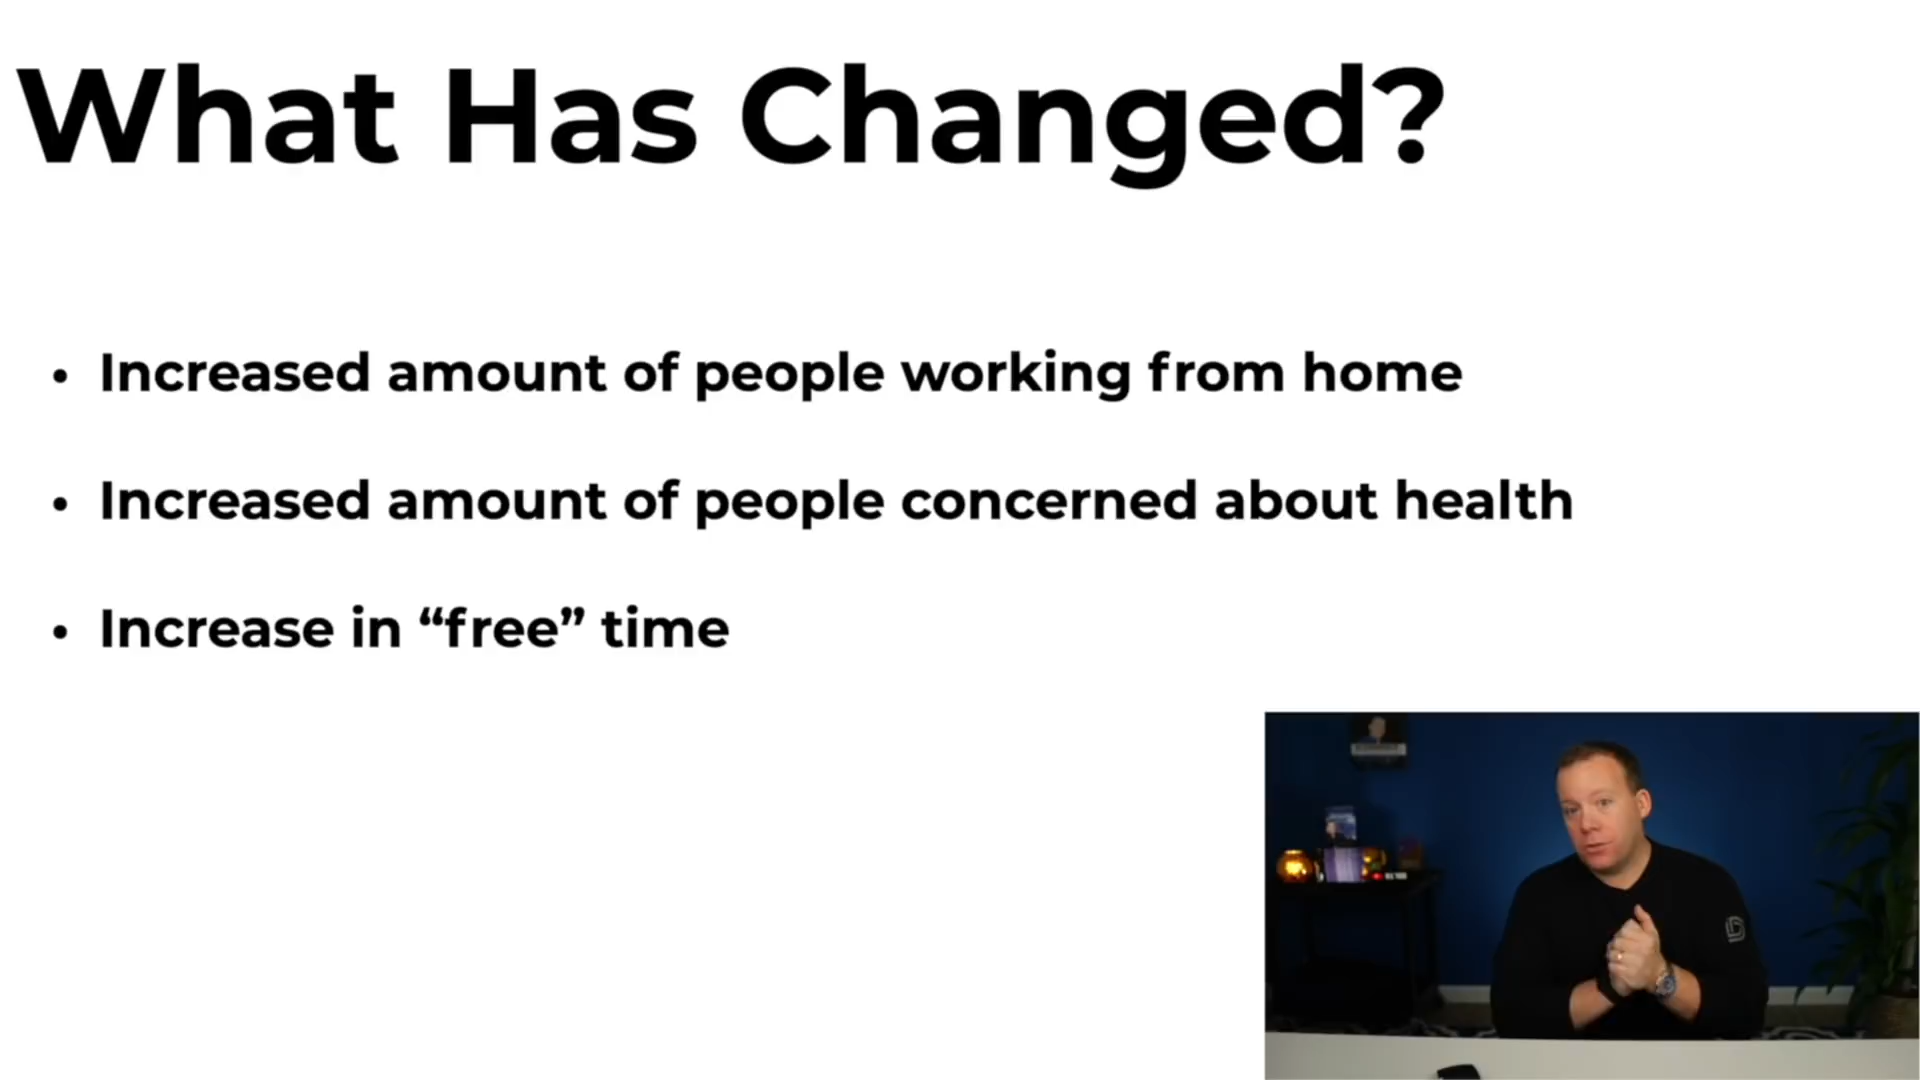 What Has Changed?
• Increased amount of people working from home
• Increased amount of people concerned about health
• Increase in “free” time